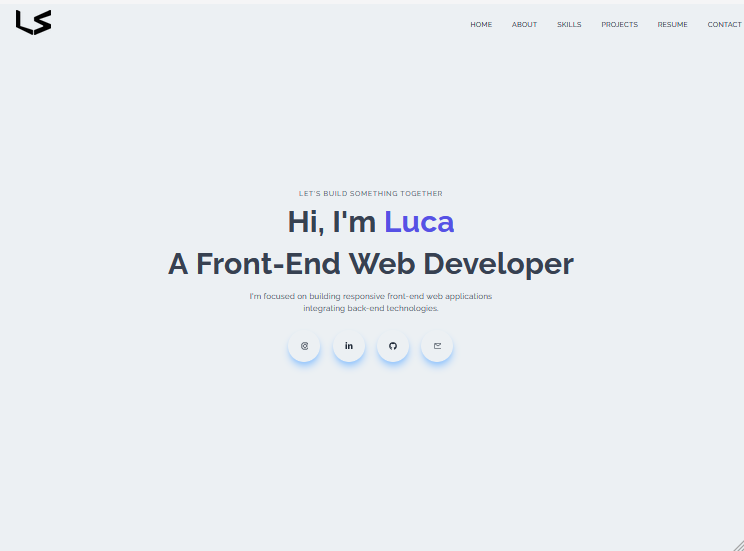 LS
HOME ABOUT SKILLS PROJECTS RESUME CONTACT
LET'S BUILD SOMETHING TOGETHER
Hi, I'm Luca
A Front-End Web Developer
I'm focused on building responsive front-end web applications
integrating back-end technologies.
in